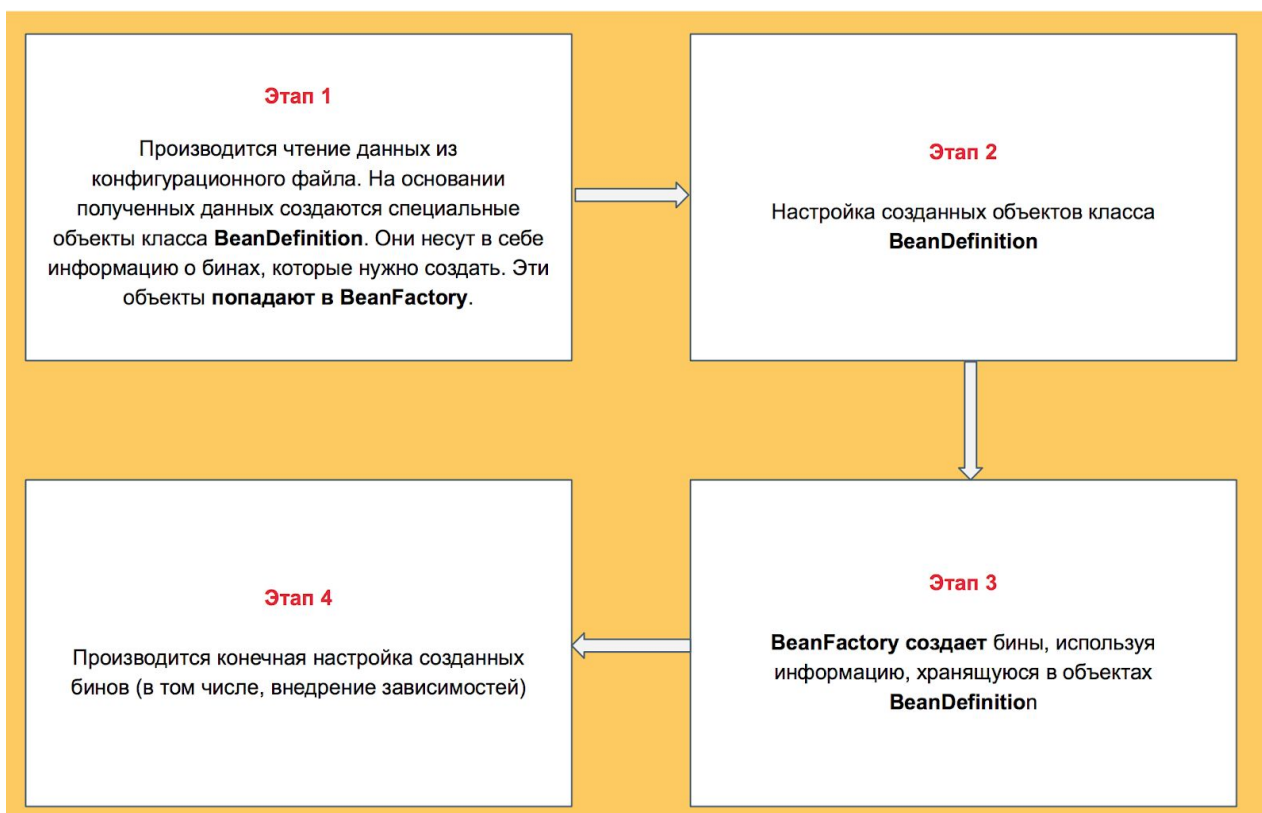 Этап 1
Производится чтение данных из
конфигурационного файла. На основании
полученных данных создаются специальные
объекты класса BeanDefinition. Они несут в себе
информацию о бинах, которые нужно создать. Эти
объекты попадают в BeanFactory.
Этап 2
Настройка созданных объектов класса
BeanDefinition
Этап 3
BeanFactory создает бины, используя
информацию, хранящуюся в объектах
BeanDefinition
Этап 4
Производится конечная настройка созданных
бинов (в том числе, внедрение зависимостей)